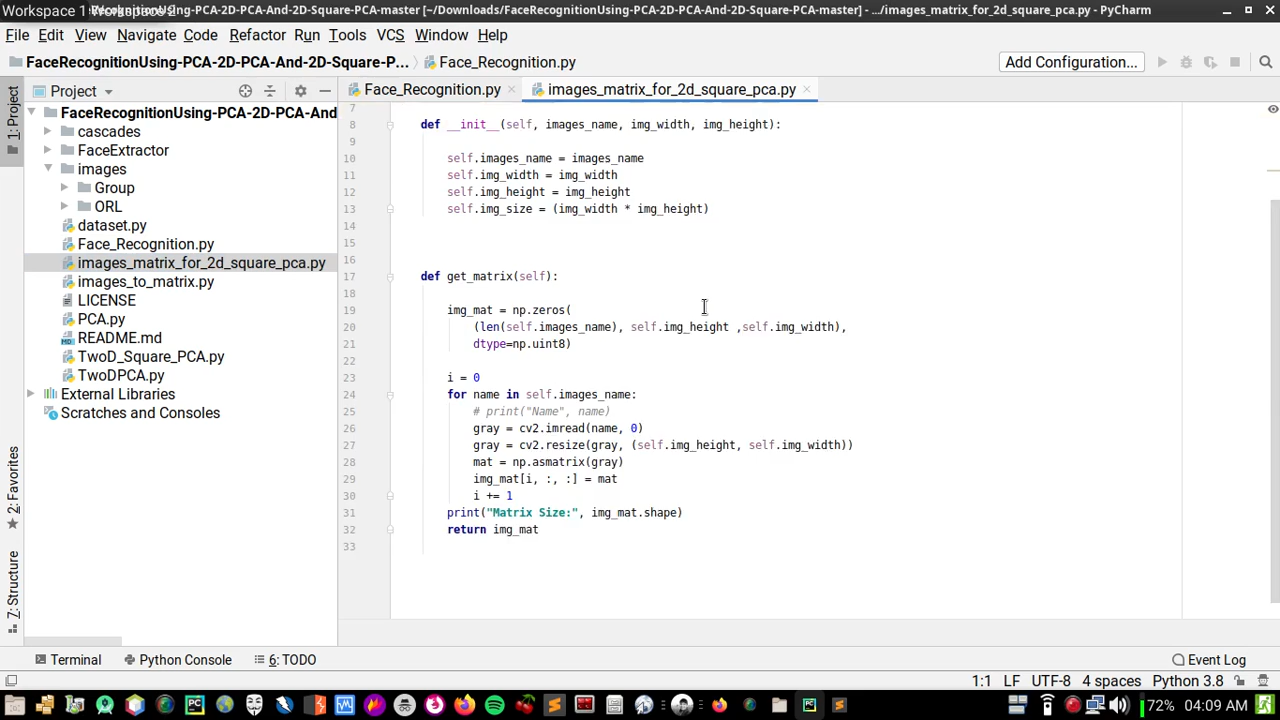 Workspace 1 Workspace 2
RecognitionUsing-PCA-2D-PCA-And-2D-Square-PCA-master [~/Downloads/FaceRecognitionUsing-PCA-2D-PCA-And-2D-Square-PCA-master] - .../images_matrix_for_2d_square_pca.py - PyCharm
File Edit View Navigate Code Refactor Run Tools VCS Window Help
FaceRecognitionUsing-PCA-2D-PCA-And-2D-Square-P... Face_Recognition.py Add Configuration...
Project Face_Recognition.py images_matrix_for_2d_square_pca.py
1: Project
FaceRecognitionUsing-PCA-2D-PCA-And
cascades
FaceExtractor
images
Group
ORL
dataset.py
Face_Recognition.py
images_matrix_for_2d_square_pca.py
images_to_matrix.py
LICENSE
PCA.py
README.md
TwoD_Square_PCA.py
TwoDPCA.py
External Libraries
Scratches and Consoles
2: Favorites
7: Structure
7
8 def __init__(self, images_name, img_width, img_height):
9
10 self.images_name = images_name
11 self.img_width = img_width
12 self.img_height = img_height
13 self.img_size = (img_width * img_height)
14
15
16
17 def get_matrix(self):
18
19 img_mat = np.zeros(
20 (len(self.images_name), self.img_height ,self.img_width),
21 dtype=np.uint8)
22
23 i = 0
24 for name in self.images_name:
25 # print("Name", name)
26 gray = cv2.imread(name, 0)
27 gray = cv2.resize(gray, (self.img_height, self.img_width))
28 mat = np.asmatrix(gray)
29 img_mat[i, :, :] = mat
30 i += 1
31 print("Matrix Size:", img_mat.shape)
32 return img_mat
33
Terminal Python Console 6: TODO Event Log
1:1 LF UTF-8 4 spaces Python 3.8
72% 04:09 AM